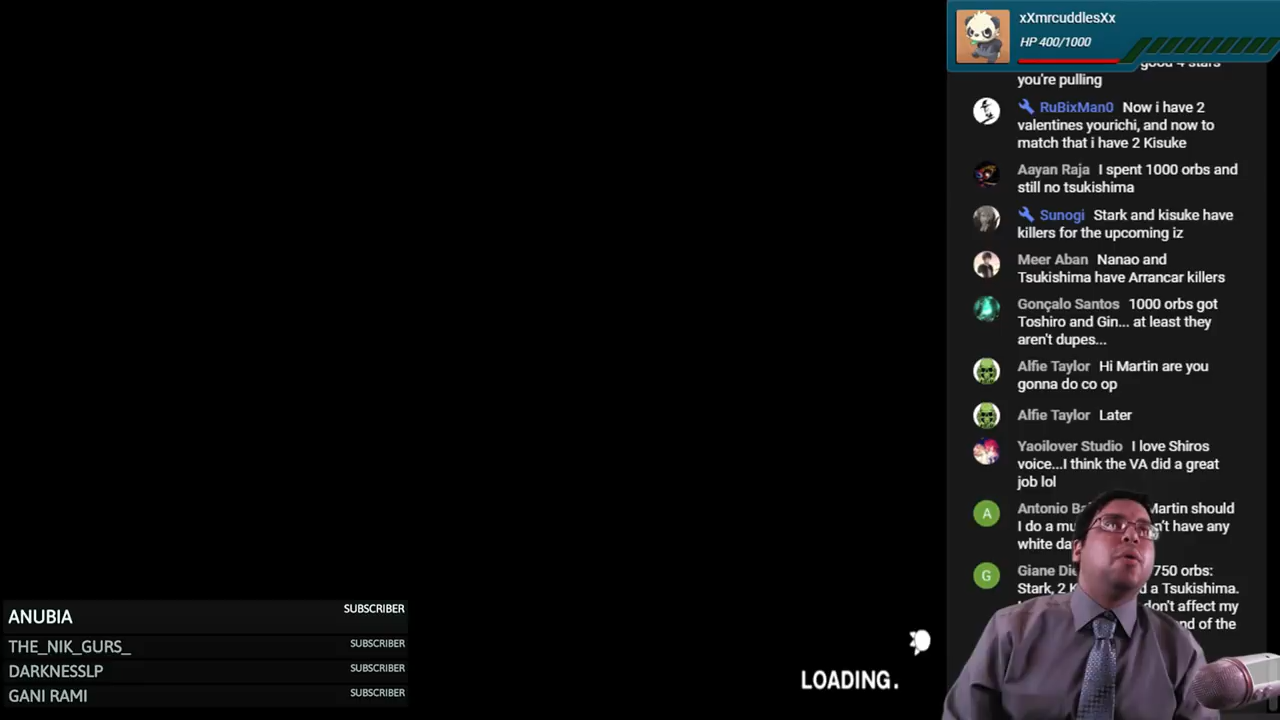 xXmrcuddlesXx
HP 400/1000
good 4 stars
you're pulling
RuBixMan0 Now i have 2
valentines yourichi, and now to
match that i have 2 Kisuke
Aayan Raja I spent 1000 orbs and
still no tsukishima
Sunogi Stark and kisuke have
killers for the upcoming iz
Meer Aban Nanao and
Tsukishima have Arrancar killers
Gonçalo Santos 1000 orbs got
Toshiro and Gin... at least they
aren't dupes...
Alfie Taylor Hi Martin are you
gonna do co op
Alfie Taylor Later
Yaoilover Studio I love Shiros
voice...I think the VA did a great
job lol
A
Antonio Martin should
I do a have any
white
G
Giane 750 orbs:
Stark, 2 a Tsukishima.
don't affect my
of the
ANUBIA SUBSCRIBER
THE_NIK_GURS_ SUBSCRIBER
DARKNESSLP SUBSCRIBER
GANI RAMI SUBSCRIBER
LOADING.